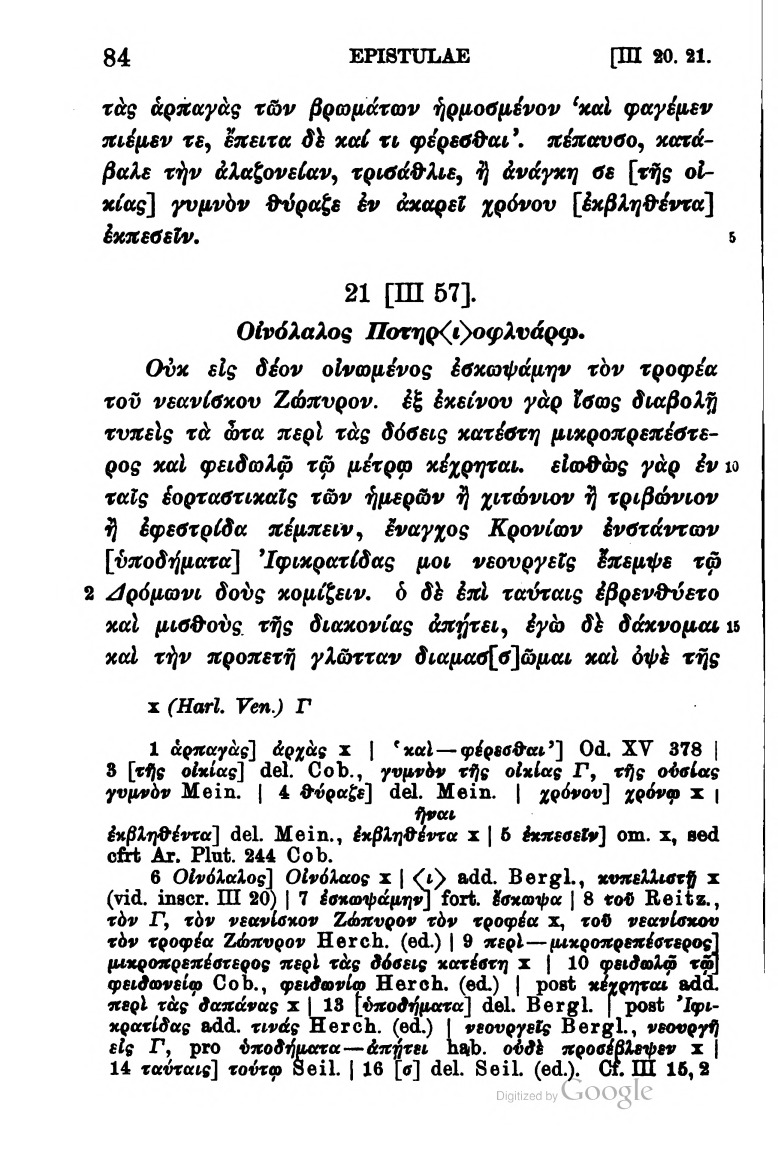 84 EPISTULAE [III 20. 21.
τὰς ἁρπαγὰς τῶν βρωμάτων ἡρμοσμένον ‘καὶ φαγέμεν
πιέμεν τε, ἔπειτα δὲ καί τι φέρεσθαι’. πέπαυσο, κατά-
βαλε τὴν ἀλαζονείαν, τρισάθλιε, ἢ ἀνάγκη σε [τῆς οἰ-
κίας] γυμνὸν θύραζε ἐν ἀκαρεῖ χρόνου [ἐκβληθέντα]
ἐκπεσεῖν. 5
21 [III 57].
Οἰνόλαλος Ποτηρ〈ι〉οφλυάρῳ.
Οὐκ εἰς δέον οἰνωμένος ἐσκωψάμην τὸν τροφέα
τοῦ νεανίσκου Ζώπυρον. ἐξ ἐκείνου γὰρ ἴσως διαβολῇ
τυπεὶς τὰ ὦτα περὶ τὰς δόσεις κατέστη μικροπρεπέστε-
ρος καὶ φειδωλῷ τῷ μέτρῳ κέχρηται. εἰωθὼς γὰρ ἐν 10
ταῖς ἑορταστικαῖς τῶν ἡμερῶν ἢ χιτώνιον ἢ τριβώνιον
ἢ ἐφεστρίδα πέμπειν, ἔναγχος Κρονίων ἐνστάντων
[ὑποδήματα] Ἰφικρατίδας μοι νεουργεῖς ἔπεμψε τῷ
2 Δρόμωνι δοὺς κομίζειν. ὁ δὲ ἐπὶ ταύταις ἐβρενθύετο
καὶ μισθοὺς τῆς διακονίας ἀπῄτει, ἐγὼ δὲ δάκνομαι 15
καὶ τὴν προπετῆ γλῶτταν διαμασ[σ]ῶμαι καὶ ὀψὲ τῆς
x (Harl. Ven.) Γ
1 ἁρπαγὰς] ἀρχὰς x | ‘καὶ—φέρεσθαι’] Od. XV 378 |
3 [τῆς οἰκίας] del. Cob., γυμνὸν τῆς οἰκίας Γ, τῆς οὐσίας
γυμνὸν Mein. | 4 θύραζε] del. Mein. | χρόνου] χρόνῳ x |
ῆναι
ἐκβληθέντα] del. Mein., ἐκβληθέντα x | 5 ἐκπεσεῖν] om. x, sed
cfrt Ar. Plut. 244 Cob.
6 Οἰνόλαλος] Οἰνόλαος x | 〈ι〉 add. Bergl., κυπελλιστῇ x
(vid. inscr. III 20) | 7 ἐσκωψάμην] fort. ἔσκωψα | 8 τοῦ Reitz.,
τὸν Γ, τὸν νεανίσκον Ζώπυρον τὸν τροφέα x, τοῦ νεανίσκου
τὸν τροφέα Ζώπυρον Herch. (ed.) | 9 περὶ—μικροπρεπέστερος]
μικροπρεπέστερος περὶ τὰς δόσεις κατέστη x | 10 φειδωλῷ τῷ]
φειδωνείῳ Cob., φειδωνίῳ Herch. (ed.) | post κέχρηται add.
περὶ τὰς δαπάνας x | 13 [ὑποδήματα] del. Bergl. | post Ἰφι-
κρατίδας add. τινάς Herch. (ed.) | νεουργεῖς Bergl., νεουργῆ
εἰς Γ, pro ὑποδήματα—ἀπῄτει hab. οὐδὲ προσέβλεψεν x |
14 ταύταις] τούτῳ Seil. | 16 [σ] del. Seil. (ed.). Cf. III 15, 2
Digitized by Google